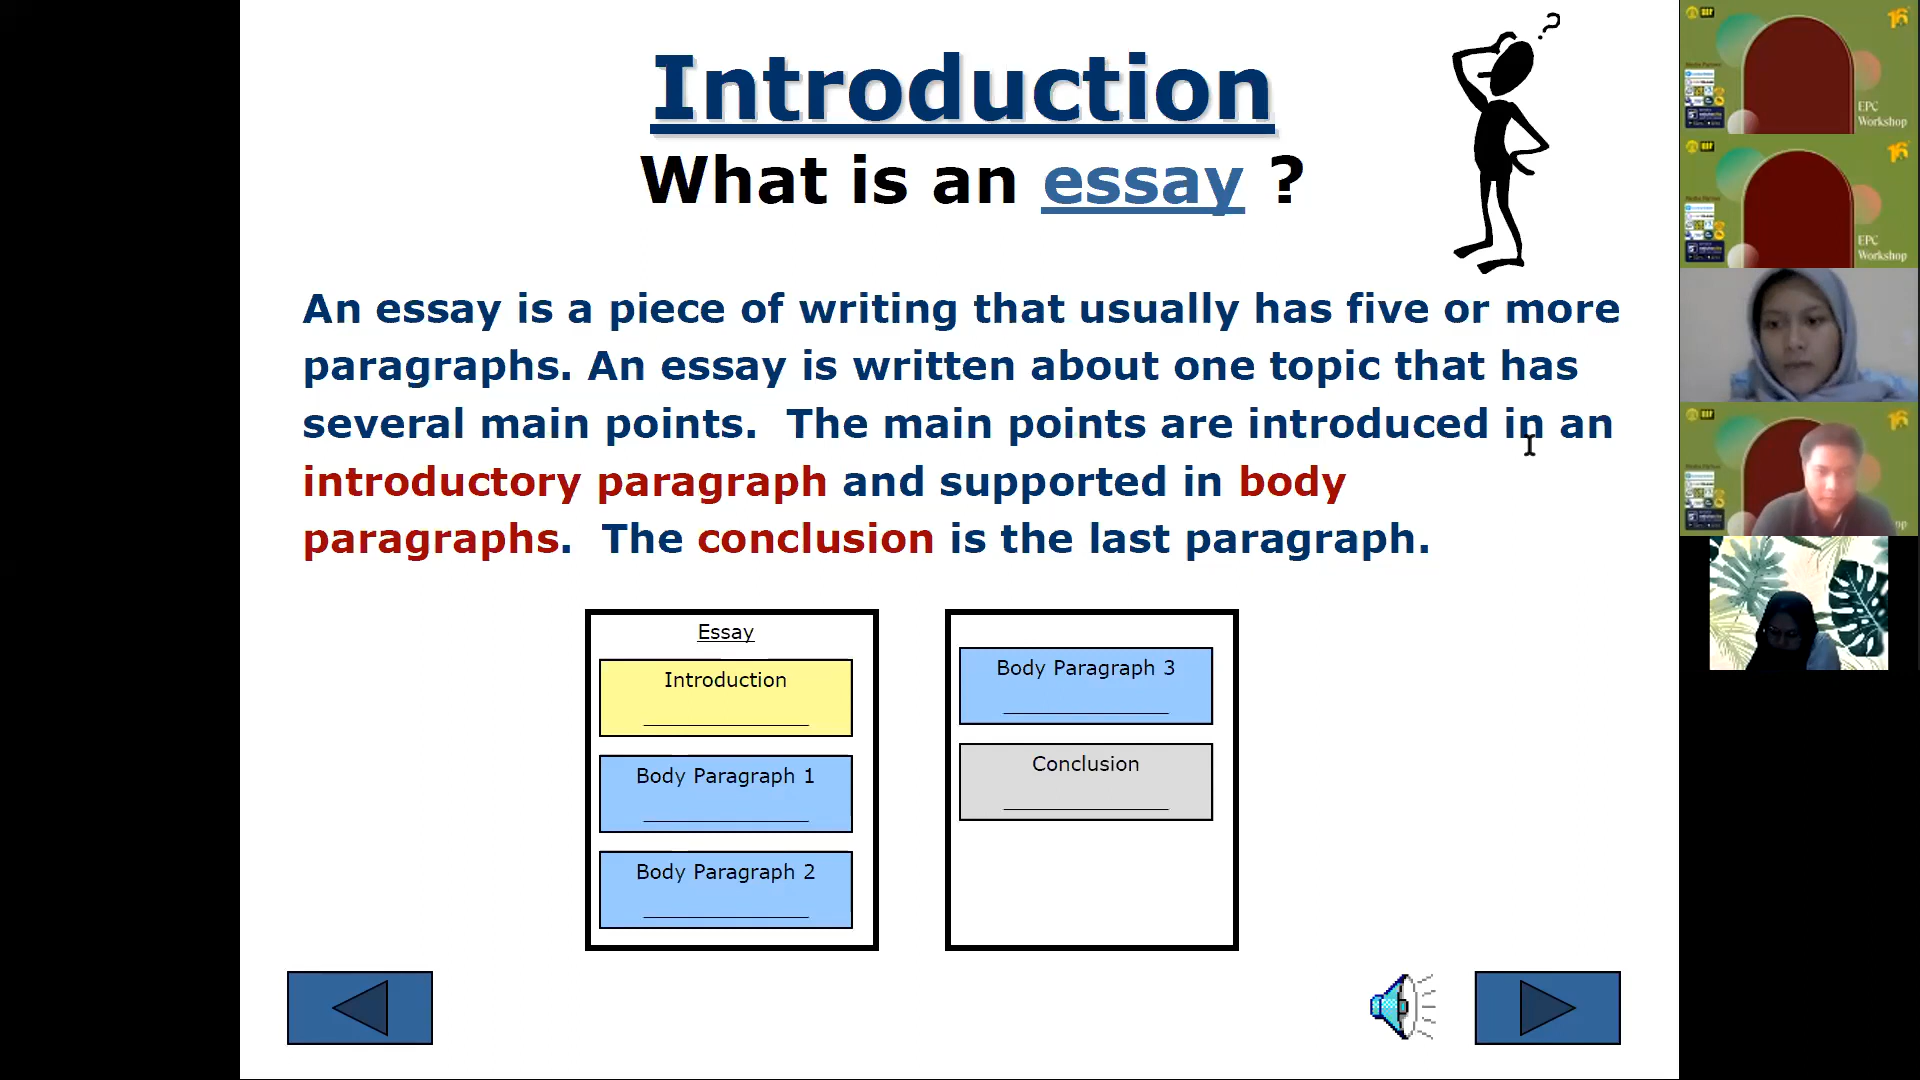 Introduction
What is an essay ?
?
An essay is a piece of writing that usually has five or more
paragraphs. An essay is written about one topic that has
several main points.  The main points are introduced in an
introductory paragraph and supported in body
paragraphs.  The conclusion is the last paragraph.
Essay
Introduction
Body Paragraph 1
Body Paragraph 2
Body Paragraph 3
Conclusion
EPC
Workshop
EPC
Workshop